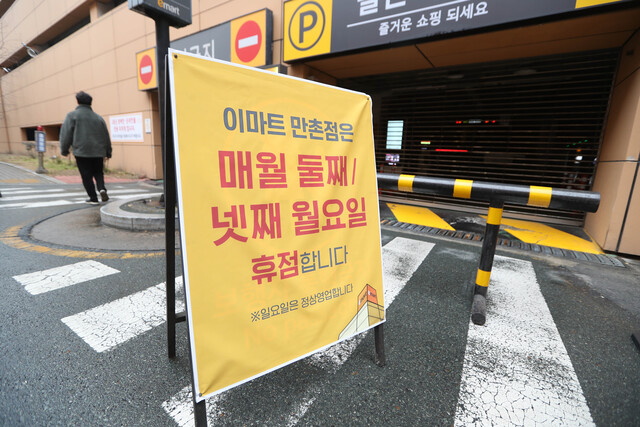 emart
P
즐거운 쇼핑 되세요
이마트 만촌점은
매월 둘째/
넷째 월요일
휴점합니다
※일요일은 정상영업합니다